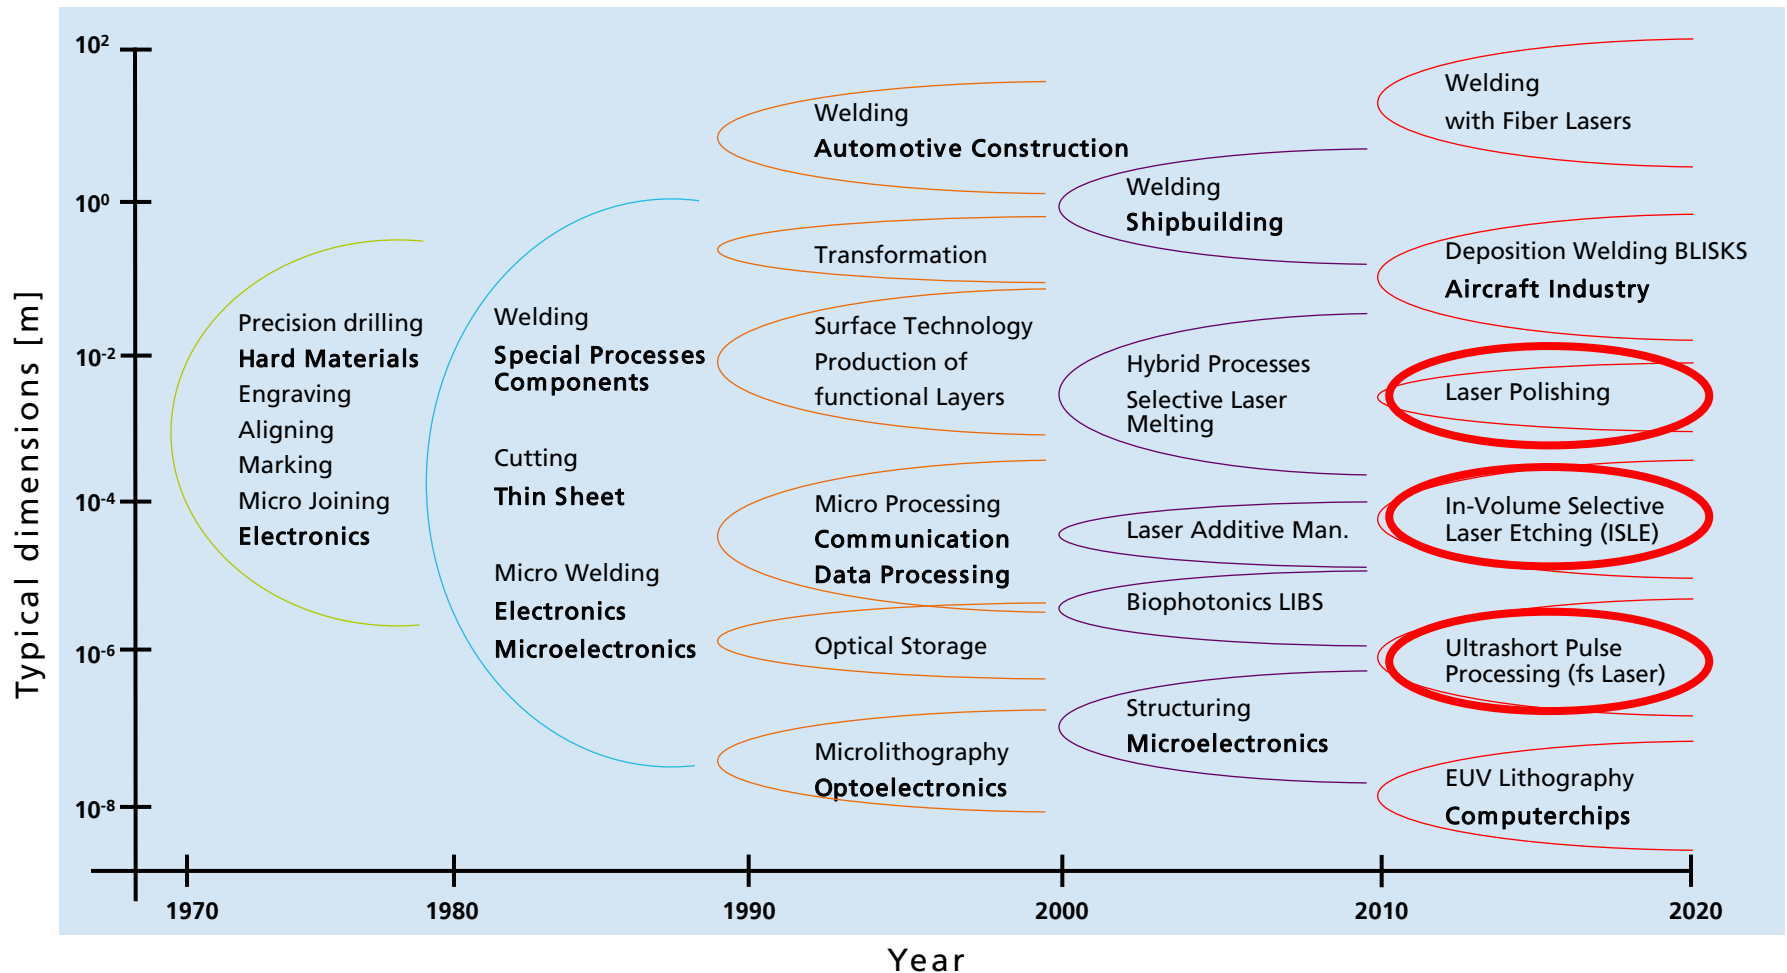 Typical dimensions [m]
10²
10⁰
10⁻²
10⁻⁴
10⁻⁶
10⁻⁸
Precision drilling
Hard Materials
Engraving
Aligning
Marking
Micro Joining
Electronics
Welding
Special Processes
Components
Cutting
Thin Sheet
Micro Welding
Electronics
Microelectronics
Welding
Automotive Construction
Transformation
Surface Technology
Production of
functional Layers
Micro Processing
Communication
Data Processing
Optical Storage
Microlithography
Optoelectronics
Welding
Shipbuilding
Hybrid Processes
Selective Laser
Melting
Laser Additive Man.
Biophotonics LIBS
Structuring
Microelectronics
Welding
with Fiber Lasers
Deposition Welding BLISKS
Aircraft Industry
Laser Polishing
In-Volume Selective
Laser Etching (ISLE)
Ultrashort Pulse
Processing (fs Laser)
EUV Lithography
Computerchips
1970 1980 1990 2000 2010 2020
Year